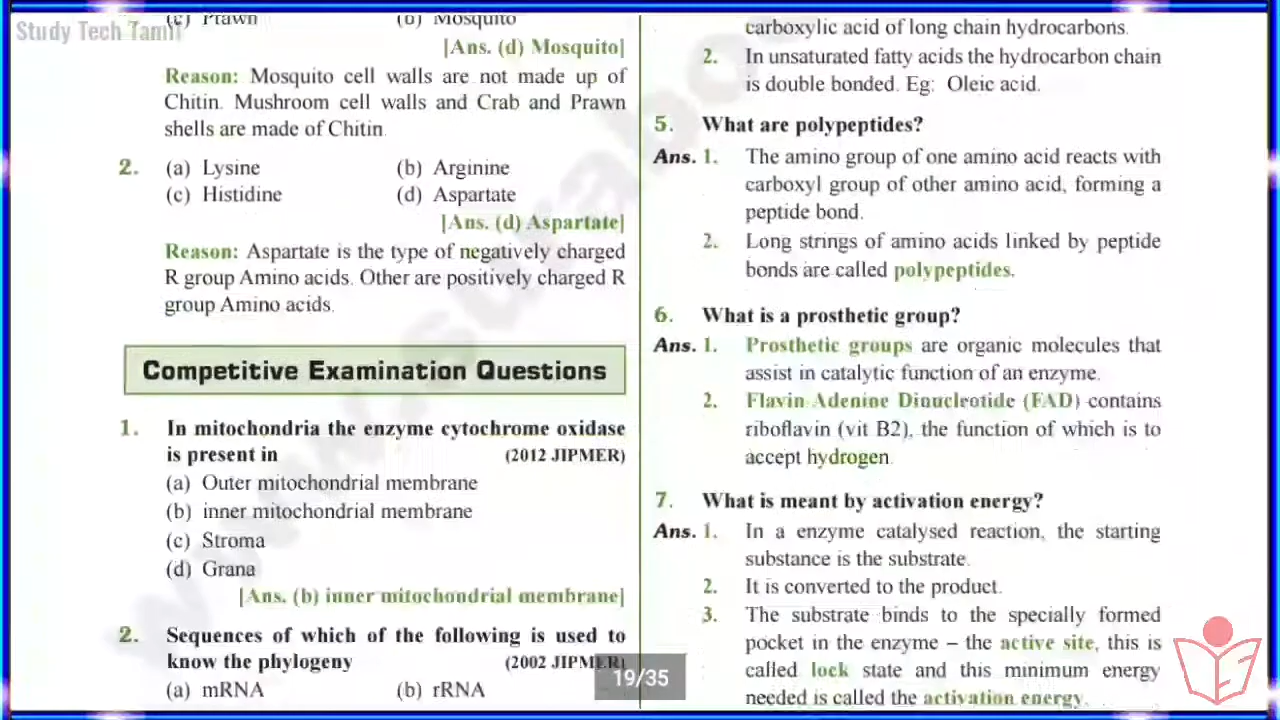 Study Tech Tamil
(c) Prawn (d) Mosquito
[Ans. (d) Mosquito]
Reason: Mosquito cell walls are not made up of
Chitin. Mushroom cell walls and Crab and Prawn
shells are made of Chitin.
2. (a) Lysine (b) Arginine
(c) Histidine (d) Aspartate
[Ans. (d) Aspartate]
Reason: Aspartate is the type of negatively charged
R group Amino acids. Other are positively charged R
group Amino acids.
Competitive Examination Questions
1. In mitochondria the enzyme cytochrome oxidase
is present in (2012 JIPMER)
(a) Outer mitochondrial membrane
(b) inner mitochondrial membrane
(c) Stroma
(d) Grana
[Ans. (b) inner mitochondrial membrane]
2. Sequences of which of the following is used to
know the phylogeny (2002 JIPMER)
(a) mRNA (b) rRNA
carboxylic acid of long chain hydrocarbons.
2. In unsaturated fatty acids the hydrocarbon chain
is double bonded. Eg: Oleic acid.
5. What are polypeptides?
Ans. 1. The amino group of one amino acid reacts with
carboxyl group of other amino acid, forming a
peptide bond.
2. Long strings of amino acids linked by peptide
bonds are called polypeptides.
6. What is a prosthetic group?
Ans. 1. Prosthetic groups are organic molecules that
assist in catalytic function of an enzyme.
2. Flavin Adenine Dinucleotide (FAD) contains
riboflavin (vit B2), the function of which is to
accept hydrogen.
7. What is meant by activation energy?
Ans. 1. In a enzyme catalysed reaction, the starting
substance is the substrate.
2. It is converted to the product.
3. The substrate binds to the specially formed
pocket in the enzyme – the active site, this is
called lock state and this minimum energy
needed is called the activation energy.
19/35